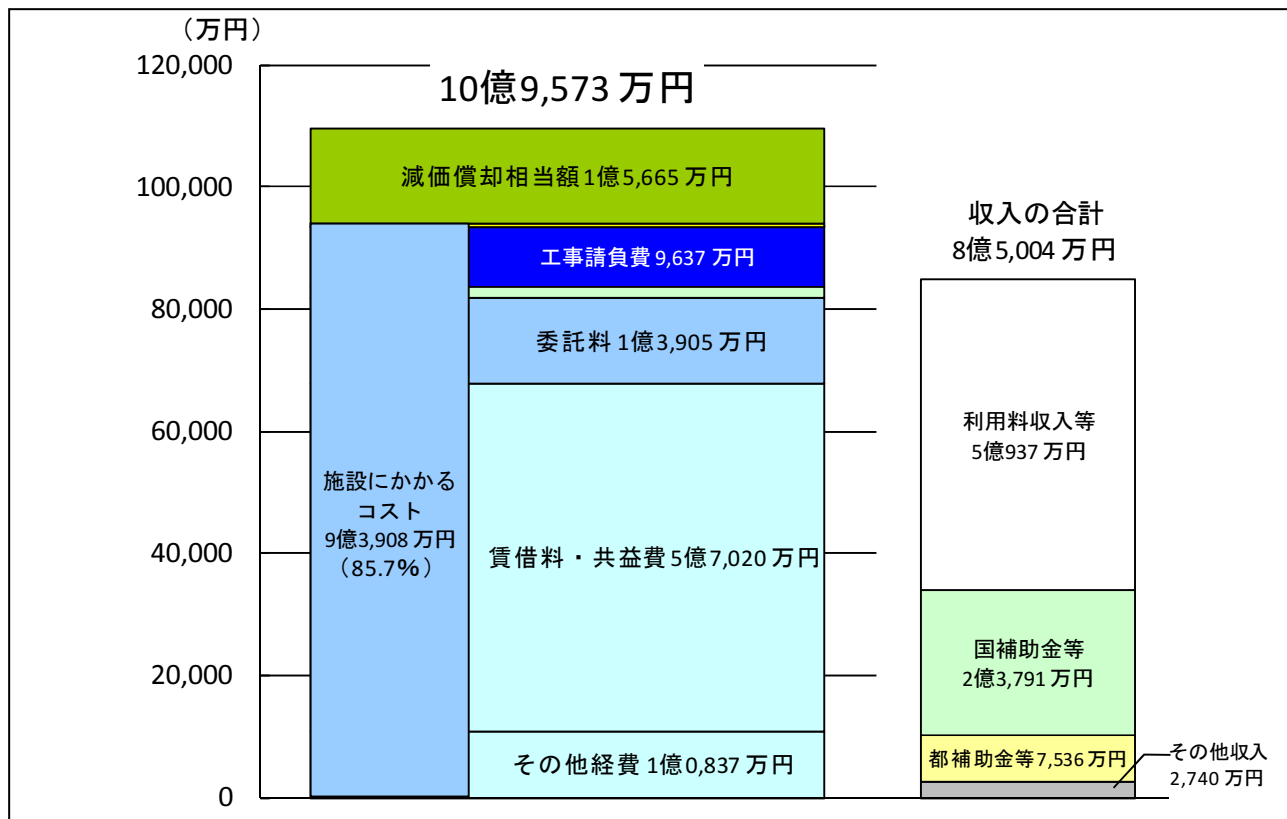 （万円）
120,000
100,000
80,000
60,000
40,000
20,000
0
10億9,573 万円
減価償却相当額1億5,665 万円
工事請負費 9,637 万円
委託料 1億3,905 万円
賃借料・共益費 5億7,020 万円
その他経費 1億0,837 万円
施設にかかる
コスト
9億3,908 万円
（85.7%）
収入の合計
8億5,004 万円
利用料収入等
5億937 万円
国補助金等
2億3,791 万円
都補助金等7,536 万円
その他収入
2,740 万円